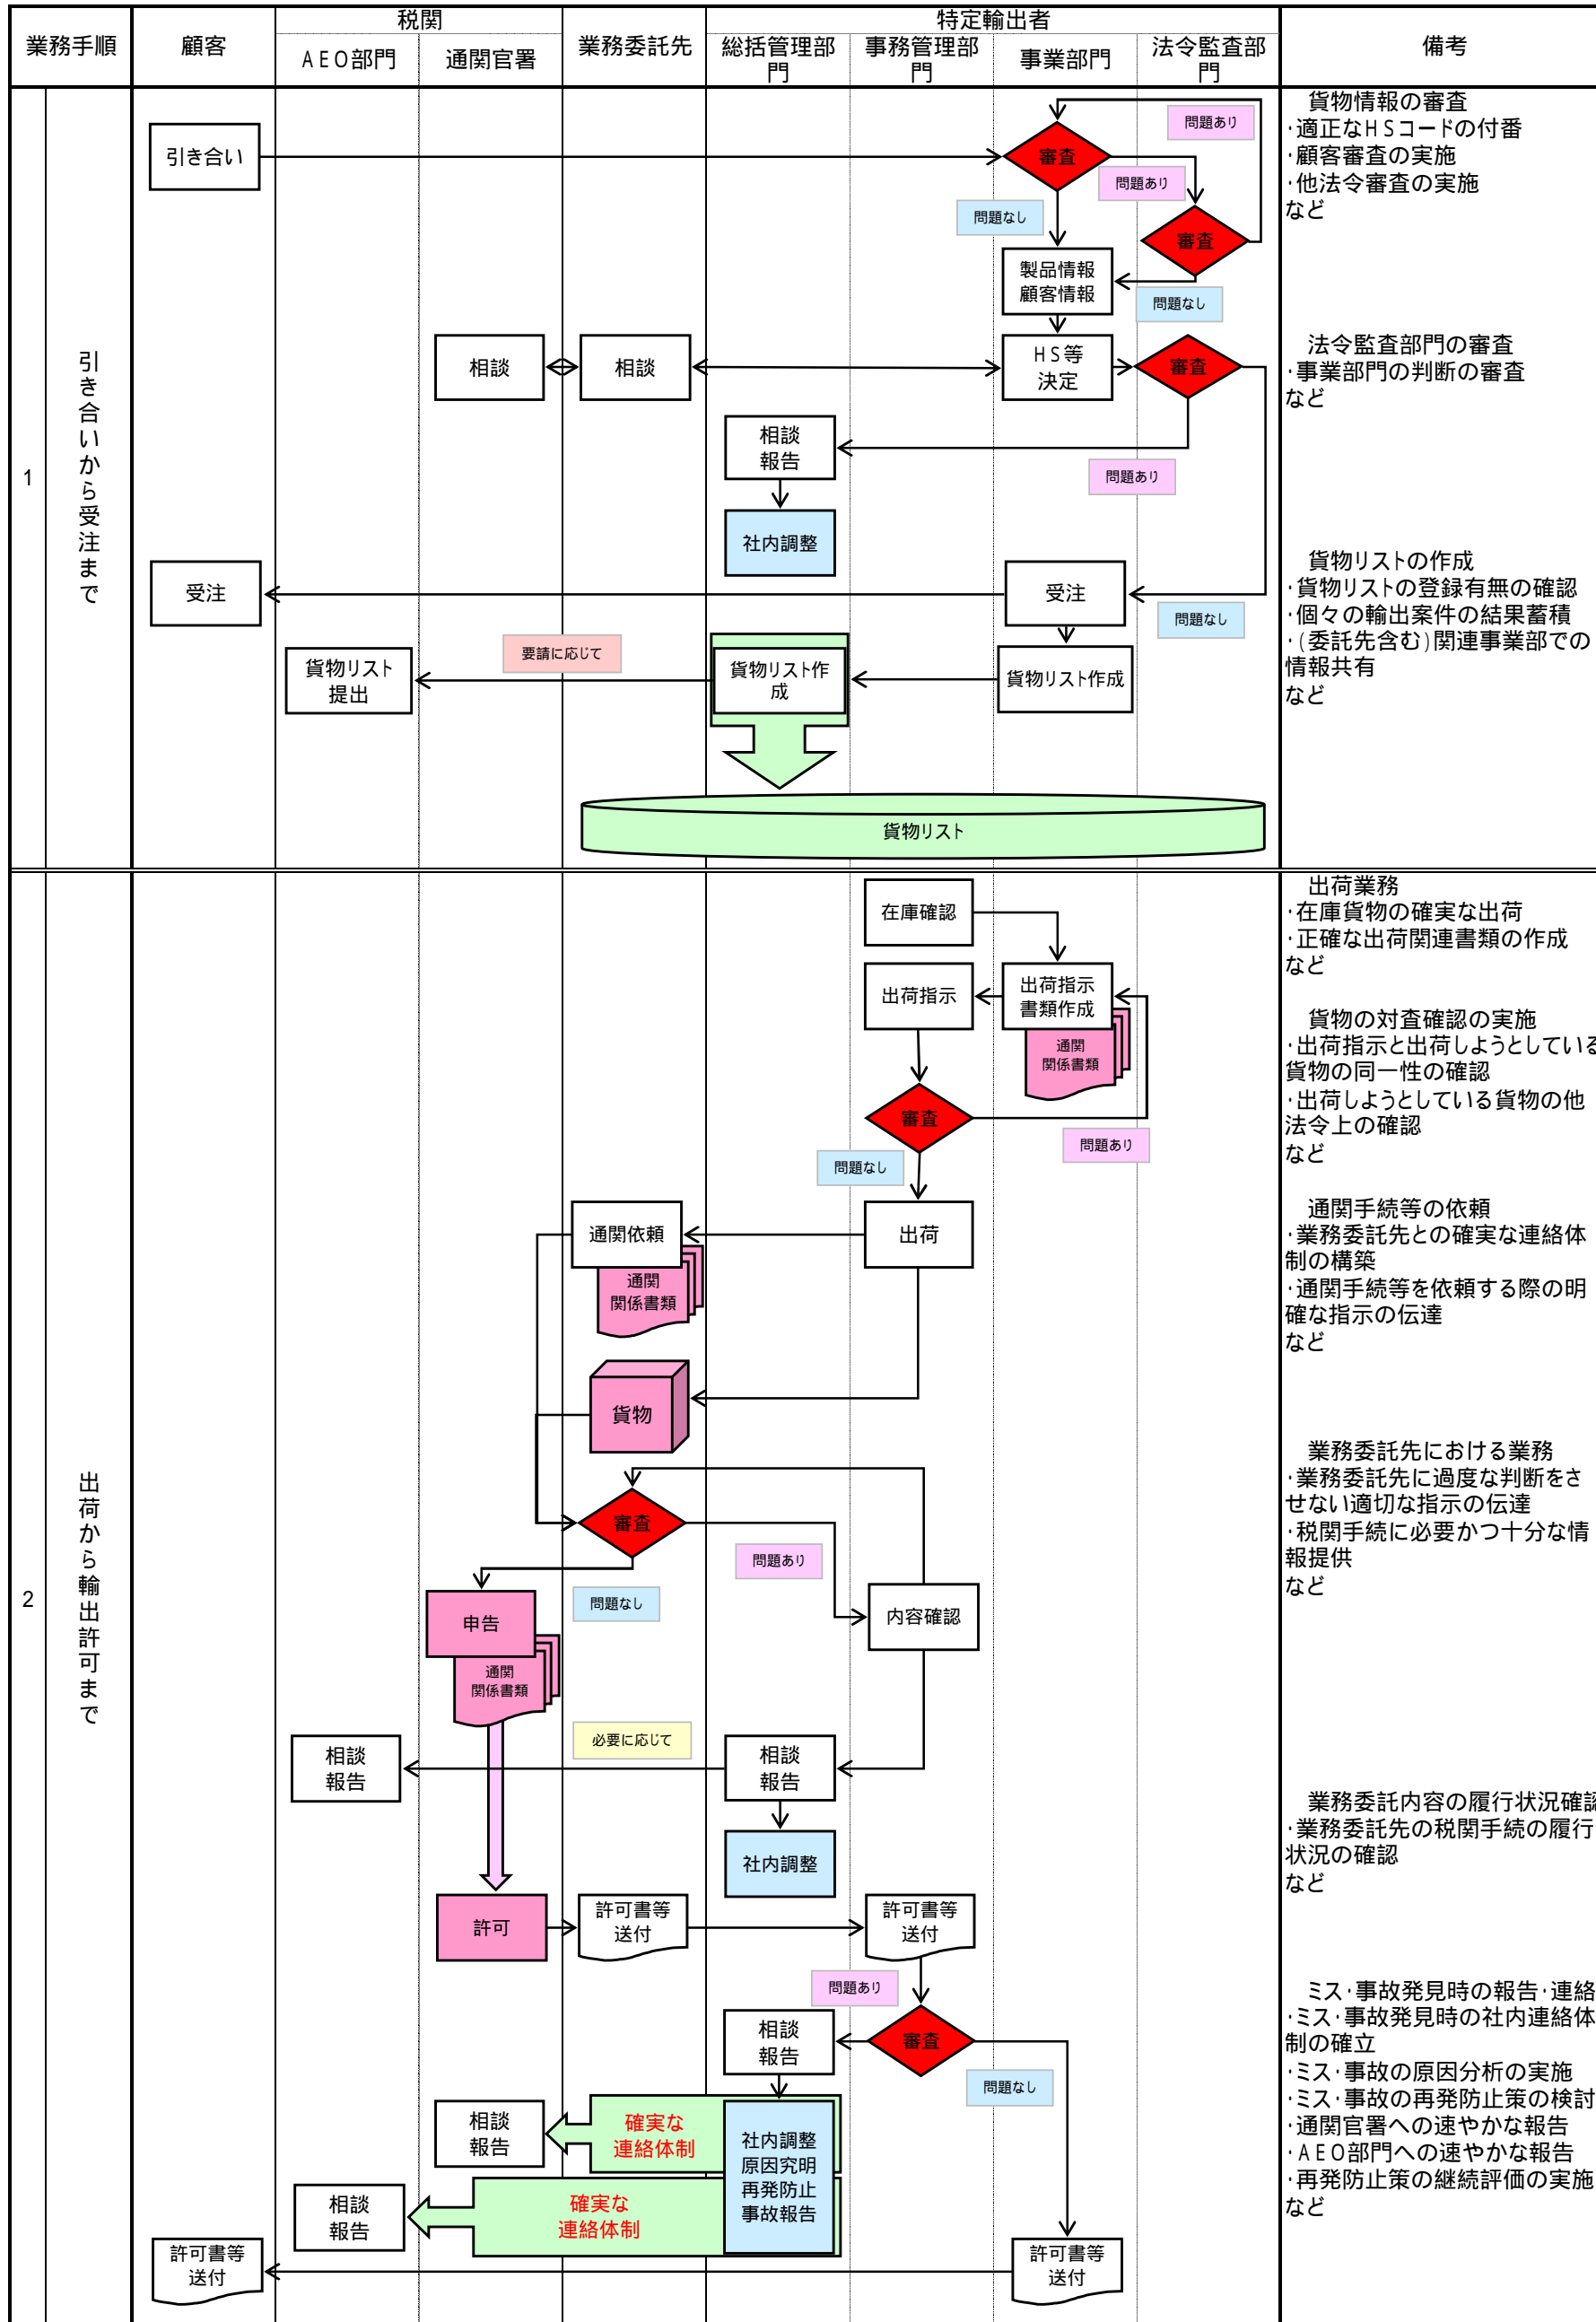 業務手順
顧客
税関
AEO部門
通関官署
業務委託先
特定輸出者
総括管理部
門
事務管理部
門
事業部門
法令監査部
門
備考
1
引き合いから受注まで
引き合い
審査
問題あり
問題あり
問題なし
審査
製品情報
顧客情報
問題なし
相談
相談
HS等
決定
審査
相談
報告
問題あり
社内調整
受注
受注
問題なし
要請に応じて
貨物リスト
提出
貨物リスト作
成
貨物リスト作成
貨物リスト
貨物情報の審査
・適正なHSコードの付番
・顧客審査の実施
・他法令審査の実施
など
法令監査部門の審査
・事業部門の判断の審査
など
貨物リストの作成
・貨物リストの登録有無の確認
・個々の輸出案件の結果蓄積
・(委託先含む)関連事業部での
情報共有
など
2
出荷から輸出許可まで
在庫確認
出荷指示
出荷指示
書類作成
通関
関係書類
審査
問題あり
問題なし
通関依頼
出荷
通関
関係書類
貨物
審査
問題あり
問題なし
内容確認
申告
通関
関係書類
必要に応じて
相談
報告
相談
報告
社内調整
許可
許可書等
送付
許可書等
送付
問題あり
相談
報告
審査
問題なし
相談
報告
確実な
連絡体制
社内調整
原因究明
再発防止
事故報告
相談
報告
確実な
連絡体制
許可書等
送付
許可書等
送付
出荷業務
・在庫貨物の確実な出荷
・正確な出荷関連書類の作成
など
貨物の対査確認の実施
・出荷指示と出荷しようとしている
貨物の同一性の確認
・出荷しようとしている貨物の他
法令上の確認
など
通関手続等の依頼
・業務委託先との確実な連絡体
制の構築
・通関手続等を依頼する際の明
確な指示の伝達
など
業務委託先における業務
・業務委託先に過度な判断をさ
せない適切な指示の伝達
・税関手続に必要かつ十分な情
報提供
など
業務委託内容の履行状況確認
・業務委託先の税関手続の履行
状況の確認
など
ミス・事故発見時の報告・連絡
・ミス・事故発見時の社内連絡体
制の確立
・ミス・事故の原因分析の実施
・ミス・事故の再発防止策の検討
・通関官署への速やかな報告
・AEO部門への速やかな報告
・再発防止策の継続評価の実施
など